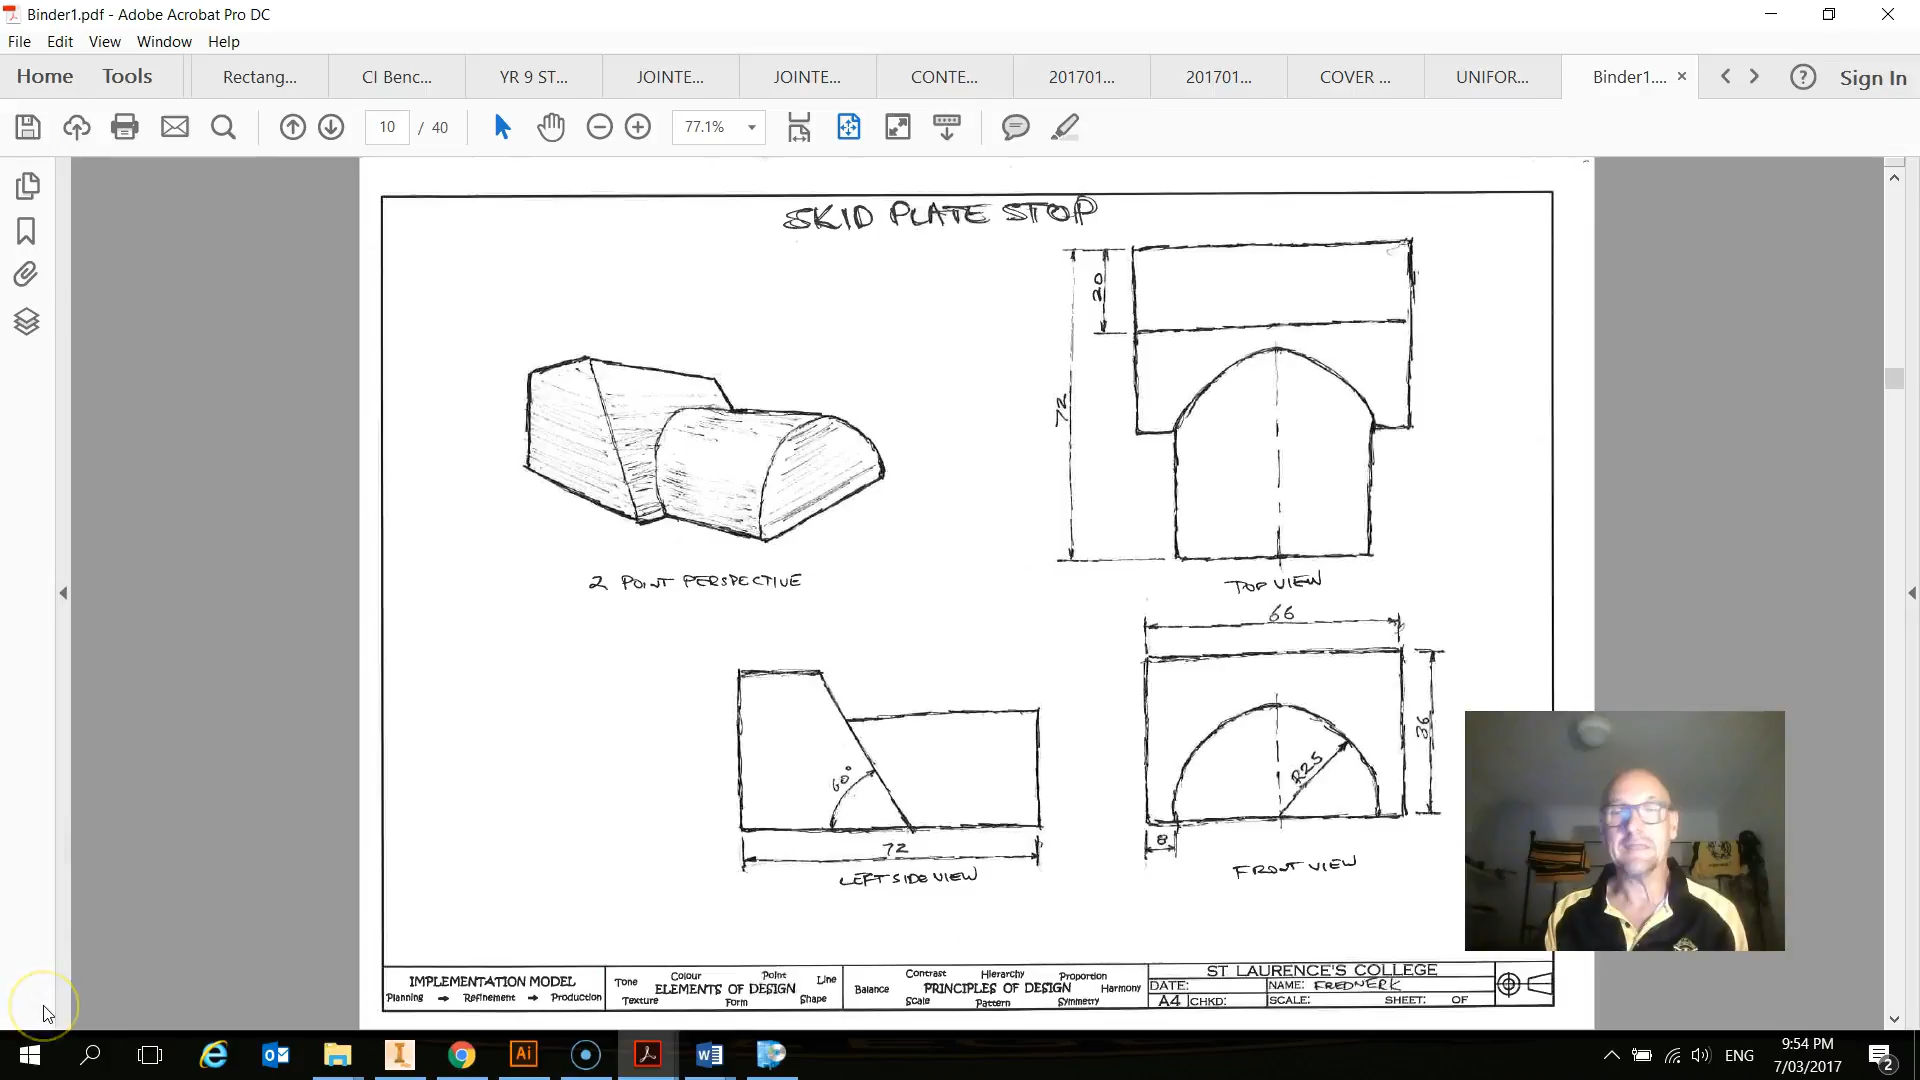 Binder1.pdf - Adobe Acrobat Pro DC
File Edit View Window Help
Home Tools Rectang... CI Benc... YR 9 ST... JOINTE... JOINTE... CONTE... 201701... 201701... COVER ... UNIFOR... Binder1.... × ? Sign In
10 / 40 77.1%
SKID PLATE STOP
20
72
2 POINT PERSPECTIVE
TOP VIEW
66
60°
R25
36
72
8
LEFT SIDE VIEW
FRONT VIEW
IMPLEMENTATION MODEL
Planning Refinement Production
Tone Colour Point Line
ELEMENTS OF DESIGN
Texture Form Shape
Contrast Hierarchy Proportion
Balance PRINCIPLES OF DESIGN Harmony
Scale Pattern Symmetry
ST LAURENCE'S COLLEGE
DATE: NAME: FREDNERK
A4 CHKD: SCALE: SHEET: OF
ENG
9:54 PM
7/03/2017
2